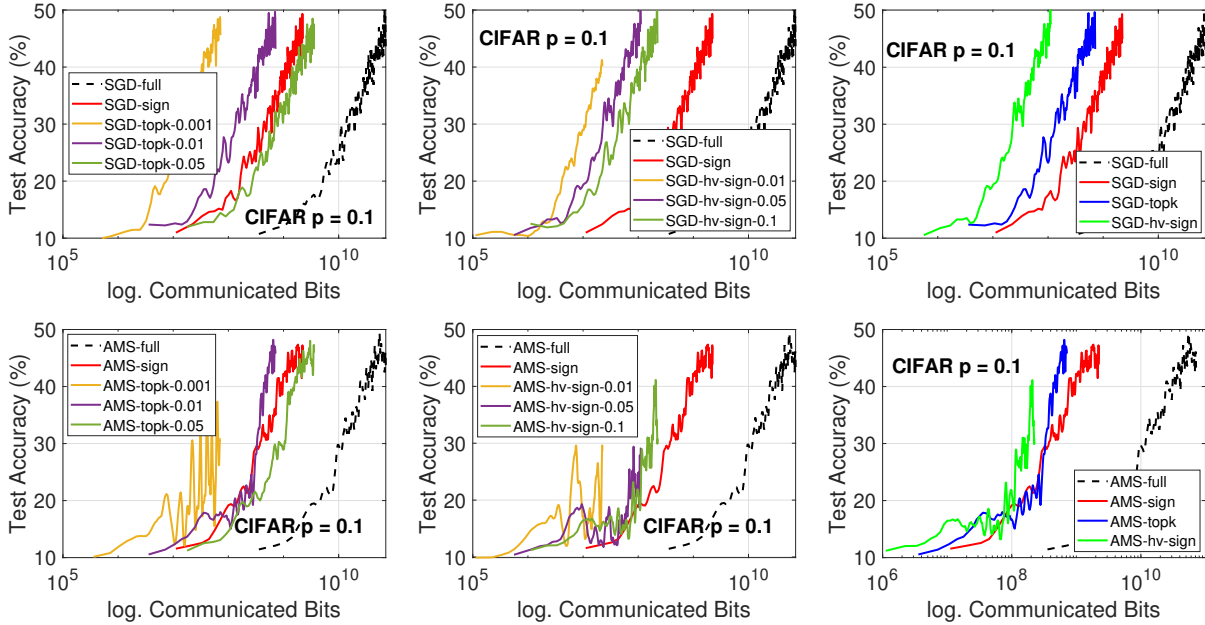 50
40
30
20
10
Test Accuracy (%)
SGD-full
SGD-sign
SGD-topk-0.001
SGD-topk-0.01
SGD-topk-0.05
CIFAR p = 0.1
10^5
10^10
log. Communicated Bits
50
40
30
20
10
Test Accuracy (%)
CIFAR p = 0.1
SGD-full
SGD-sign
SGD-hv-sign-0.01
SGD-hv-sign-0.05
SGD-hv-sign-0.1
10^5
10^10
log. Communicated Bits
50
40
30
20
10
Test Accuracy (%)
CIFAR p = 0.1
SGD-full
SGD-sign
SGD-topk
SGD-hv-sign
10^5
10^10
log. Communicated Bits
50
40
30
20
10
Test Accuracy (%)
AMS-full
AMS-sign
AMS-topk-0.001
AMS-topk-0.01
AMS-topk-0.05
CIFAR p = 0.1
10^5
10^10
log. Communicated Bits
50
40
30
20
10
Test Accuracy (%)
AMS-full
AMS-sign
AMS-hv-sign-0.01
AMS-hv-sign-0.05
AMS-hv-sign-0.1
CIFAR p = 0.1
10^5
10^10
log. Communicated Bits
50
40
30
20
10
Test Accuracy (%)
CIFAR p = 0.1
AMS-full
AMS-sign
AMS-topk
AMS-hv-sign
10^6
10^8
10^10
log. Communicated Bits